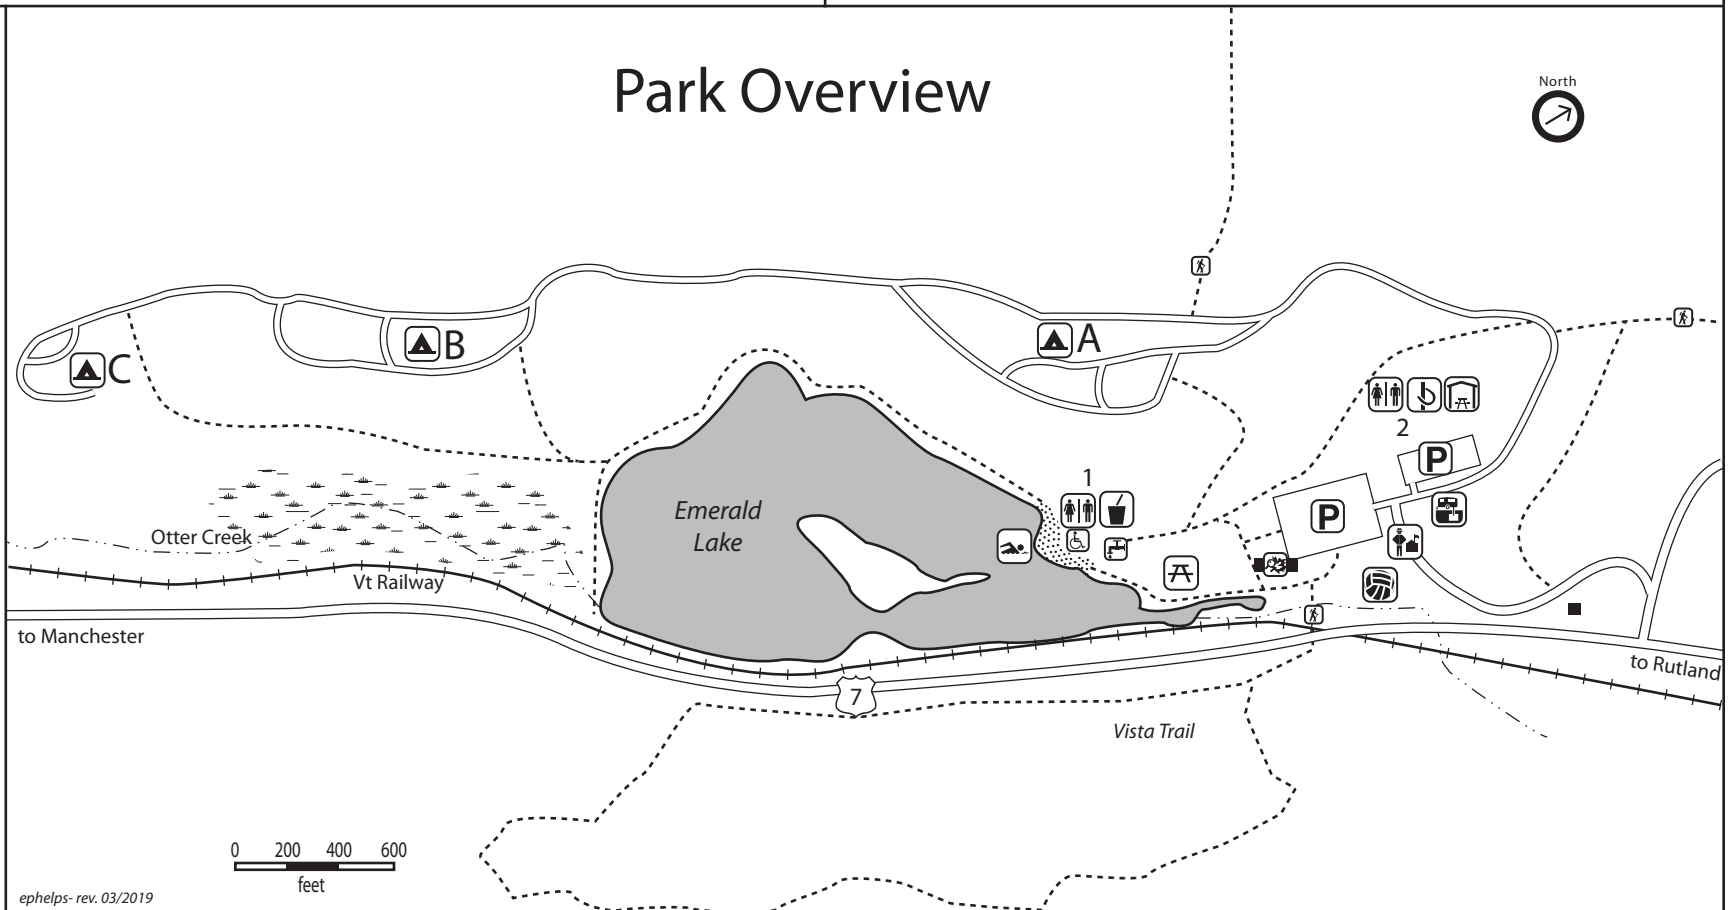 Park Overview
North
A
B
C
2
P
P
1
Emerald
Lake
Otter Creek
Vt Railway
to Manchester
to Rutland
7
Vista Trail
0 200 400 600
feet
ephelps- rev. 03/2019